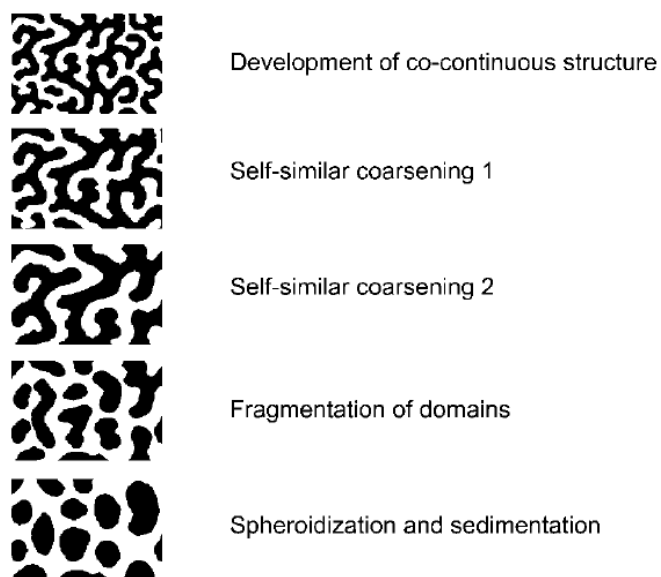 Development of co-continuous structure
Self-similar coarsening 1
Self-similar coarsening 2
Fragmentation of domains
Spheroidization and sedimentation